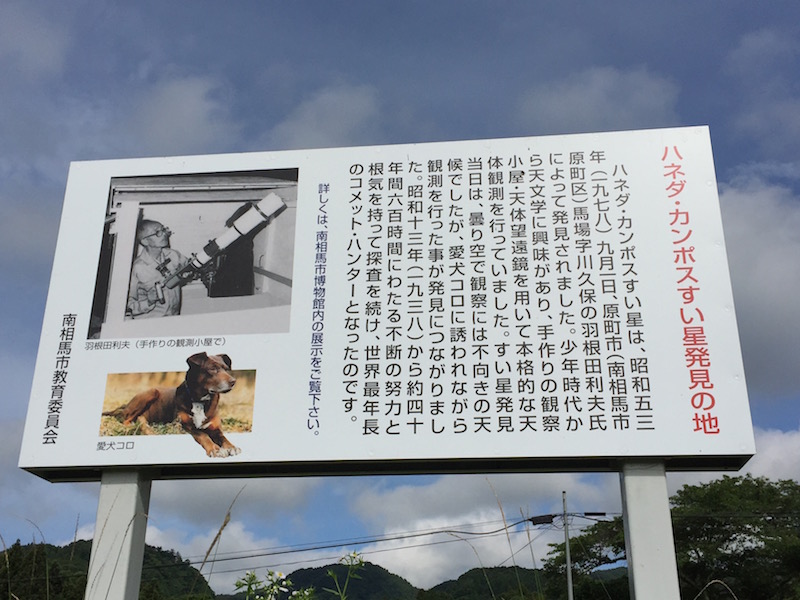 ハネダ・カンポスすい星発見の地
ハネダ・カンポスすい星は、昭和五三
年(一九七八)九月一日、原町市(南相馬市
原町区)馬場字川久保の羽根田利夫氏
によって発見されました。少年時代か
ら天文学に興味があり、手作りの観察
小屋・天体望遠鏡を用いて本格的な天
体観測を行っていました。すい星発見
当日は、曇り空で観察には不向きの天
候でしたが、愛犬コロに誘われながら
観測を行った事が発見につながりまし
た。昭和十三年(一九三八)から約四十
年間六百時間にわたる不断の努力と
根気を持って探査を続け、世界最年長
のコメット・ハンターとなったのです。
詳しくは、南相馬市博物館内の展示をご覧下さい。
羽根田利夫(手作りの観測小屋で)
愛犬コロ
南相馬市教育委員会